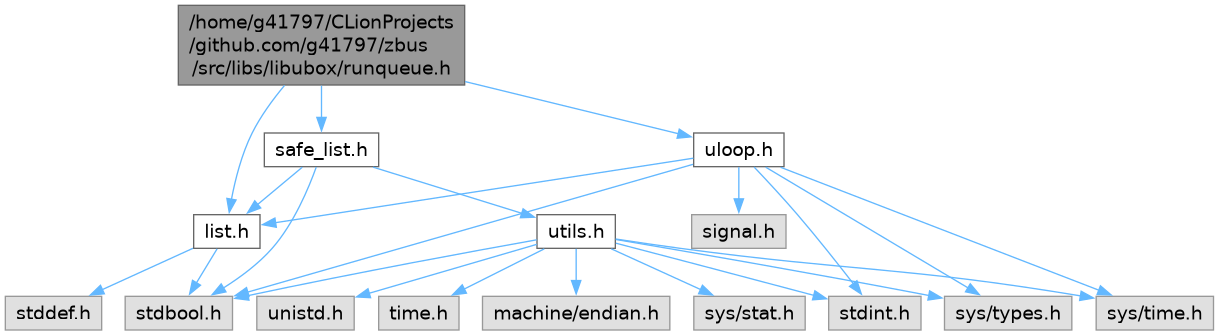 /home/g41797/CLionProjects
/github.com/g41797/zbus
/src/libs/libubox/runqueue.h
safe_list.h
uloop.h
list.h
utils.h
signal.h
stddef.h
stdbool.h
unistd.h
time.h
machine/endian.h
sys/stat.h
stdint.h
sys/types.h
sys/time.h